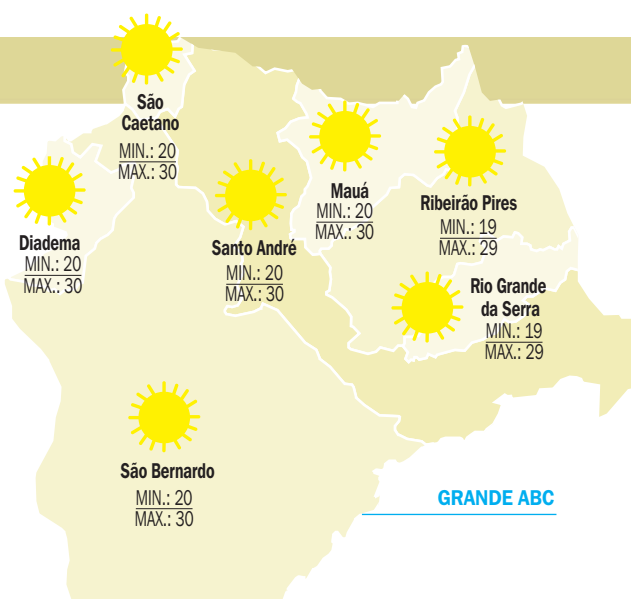 São
Caetano
MIN.: 20
MAX.: 30
Mauá
MIN.: 20
MAX.: 30
Ribeirão Pires
MIN.: 19
MAX.: 29
Diadema
MIN.: 20
MAX.: 30
Santo André
MIN.: 20
MAX.: 30
Rio Grande
da Serra
MIN.: 19
MAX.: 29
São Bernardo
MIN.: 20
MAX.: 30
GRANDE ABC